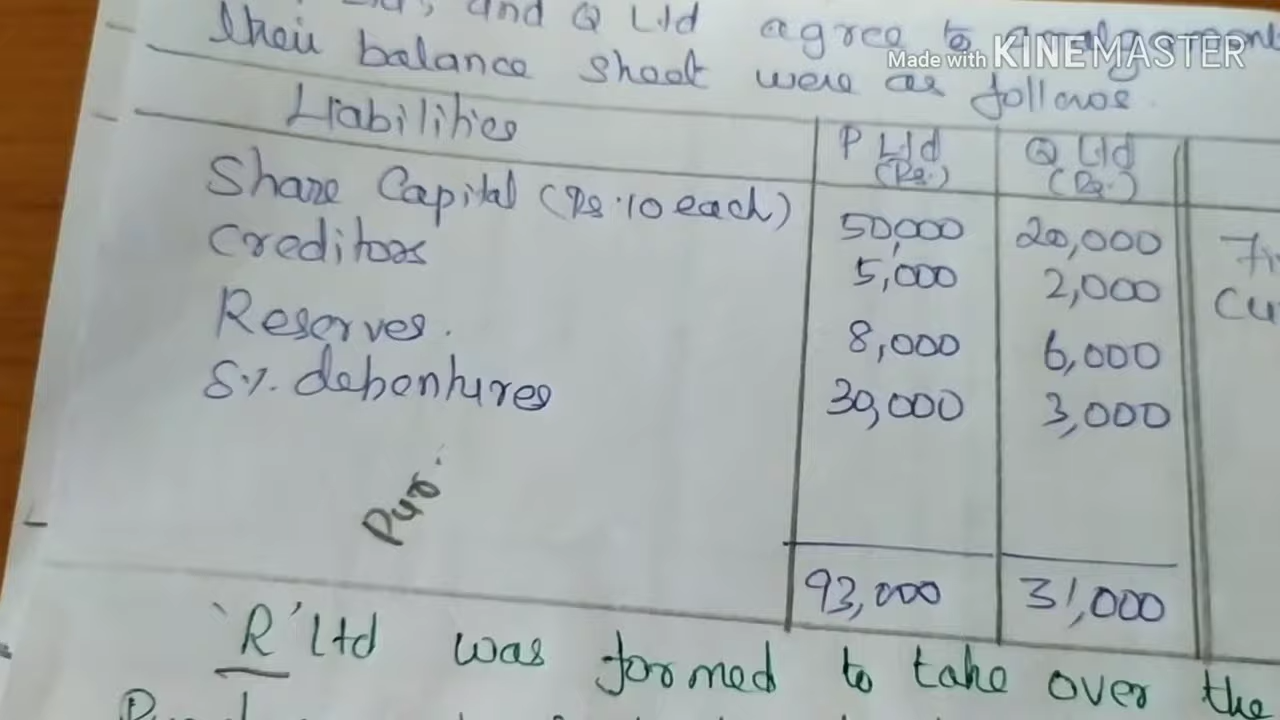 and Q Ltd agree to
Made with KINEMASTER
their balance sheet were as follows.
Liabilities P Ltd (Rs.) Q Ltd (Rs.)
Share Capital (Rs.10 each) 50,000 20,000
Creditors 5,000 2,000
Reserves. 8,000 6,000
5%. debentures 30,000 3,000
Pur.
93,000 31,000
'R' Ltd was formed to take over the